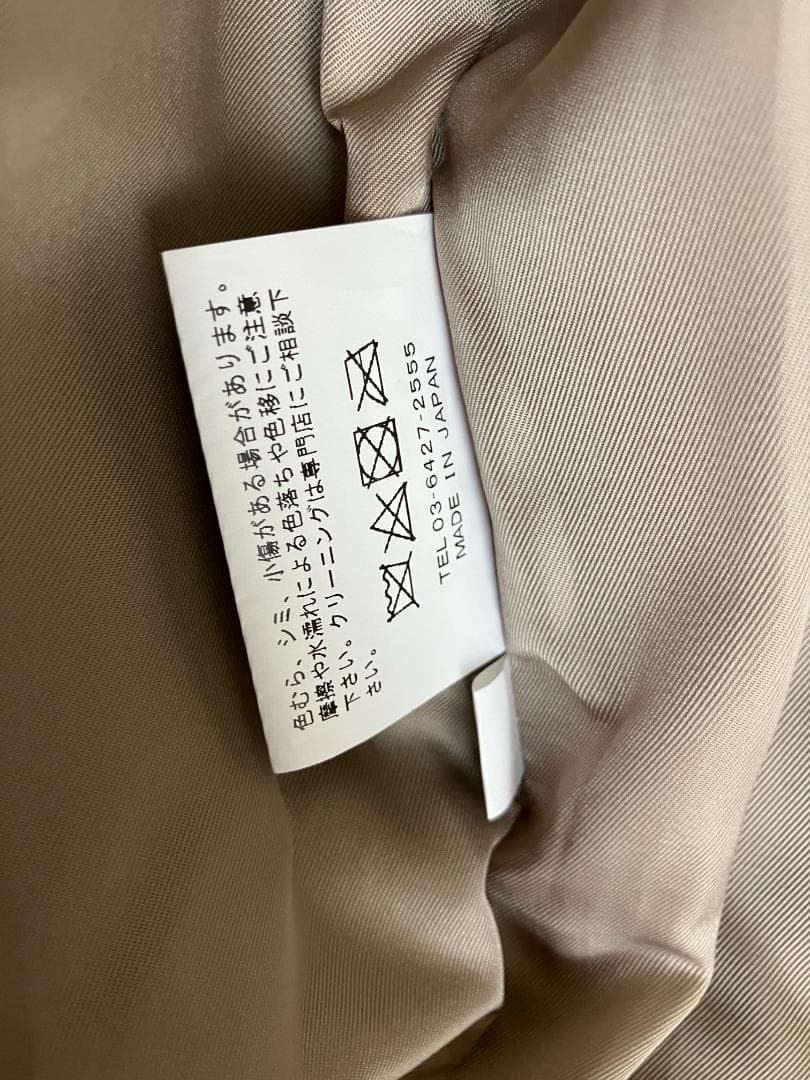 色むら、シミ、小傷がある場合があります。
摩擦や水濡れによる色落ちや色移にご注意
下さい。クリーニングは専門店にご相談下
さい。
TEL 03-6427-2555
MADE IN JAPAN